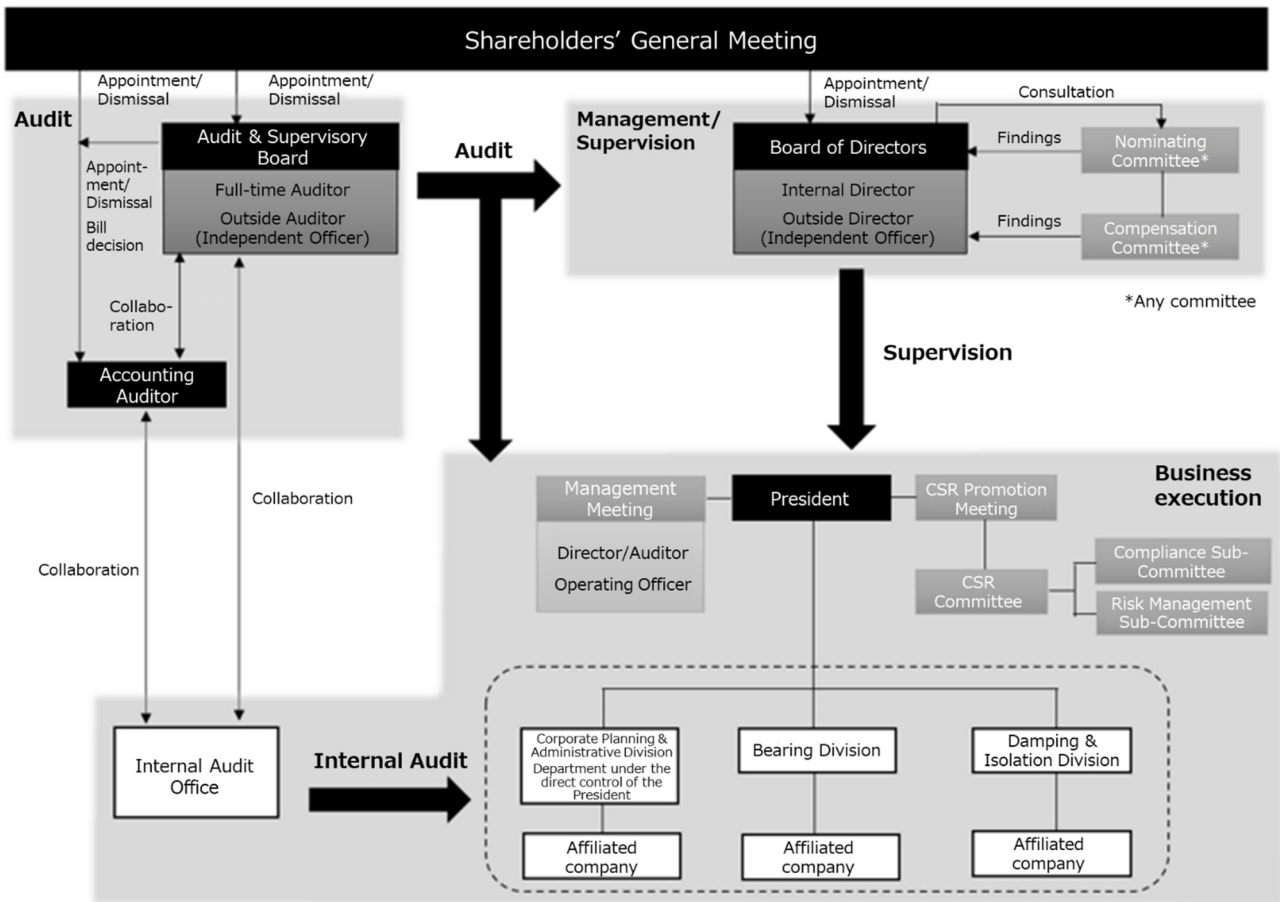 Shareholders’ General Meeting
Appointment/
Dismissal
Appointment/
Dismissal
Appointment/
Dismissal
Audit
Audit & Supervisory
Board
Full-time Auditor
Outside Auditor
(Independent Officer)
Appoint-
ment/
Dismissal
Bill
decision
Collabo-
ration
Accounting
Auditor
Audit
Management/
Supervision
Board of Directors
Internal Director
Outside Director
(Independent Officer)
Consultation
Findings
Nominating
Committee*
Findings
Compensation
Committee*
*Any committee
Supervision
Collaboration
Collaboration
Business
execution
Management
Meeting
Director/Auditor
Operating Officer
President
CSR Promotion
Meeting
CSR
Committee
Compliance Sub-
Committee
Risk Management
Sub-Committee
Internal Audit
Office
Internal Audit
Corporate Planning &
Administrative Division
Department under the
direct control of the
President
Bearing Division
Damping &
Isolation Division
Affiliated
company
Affiliated
company
Affiliated
company